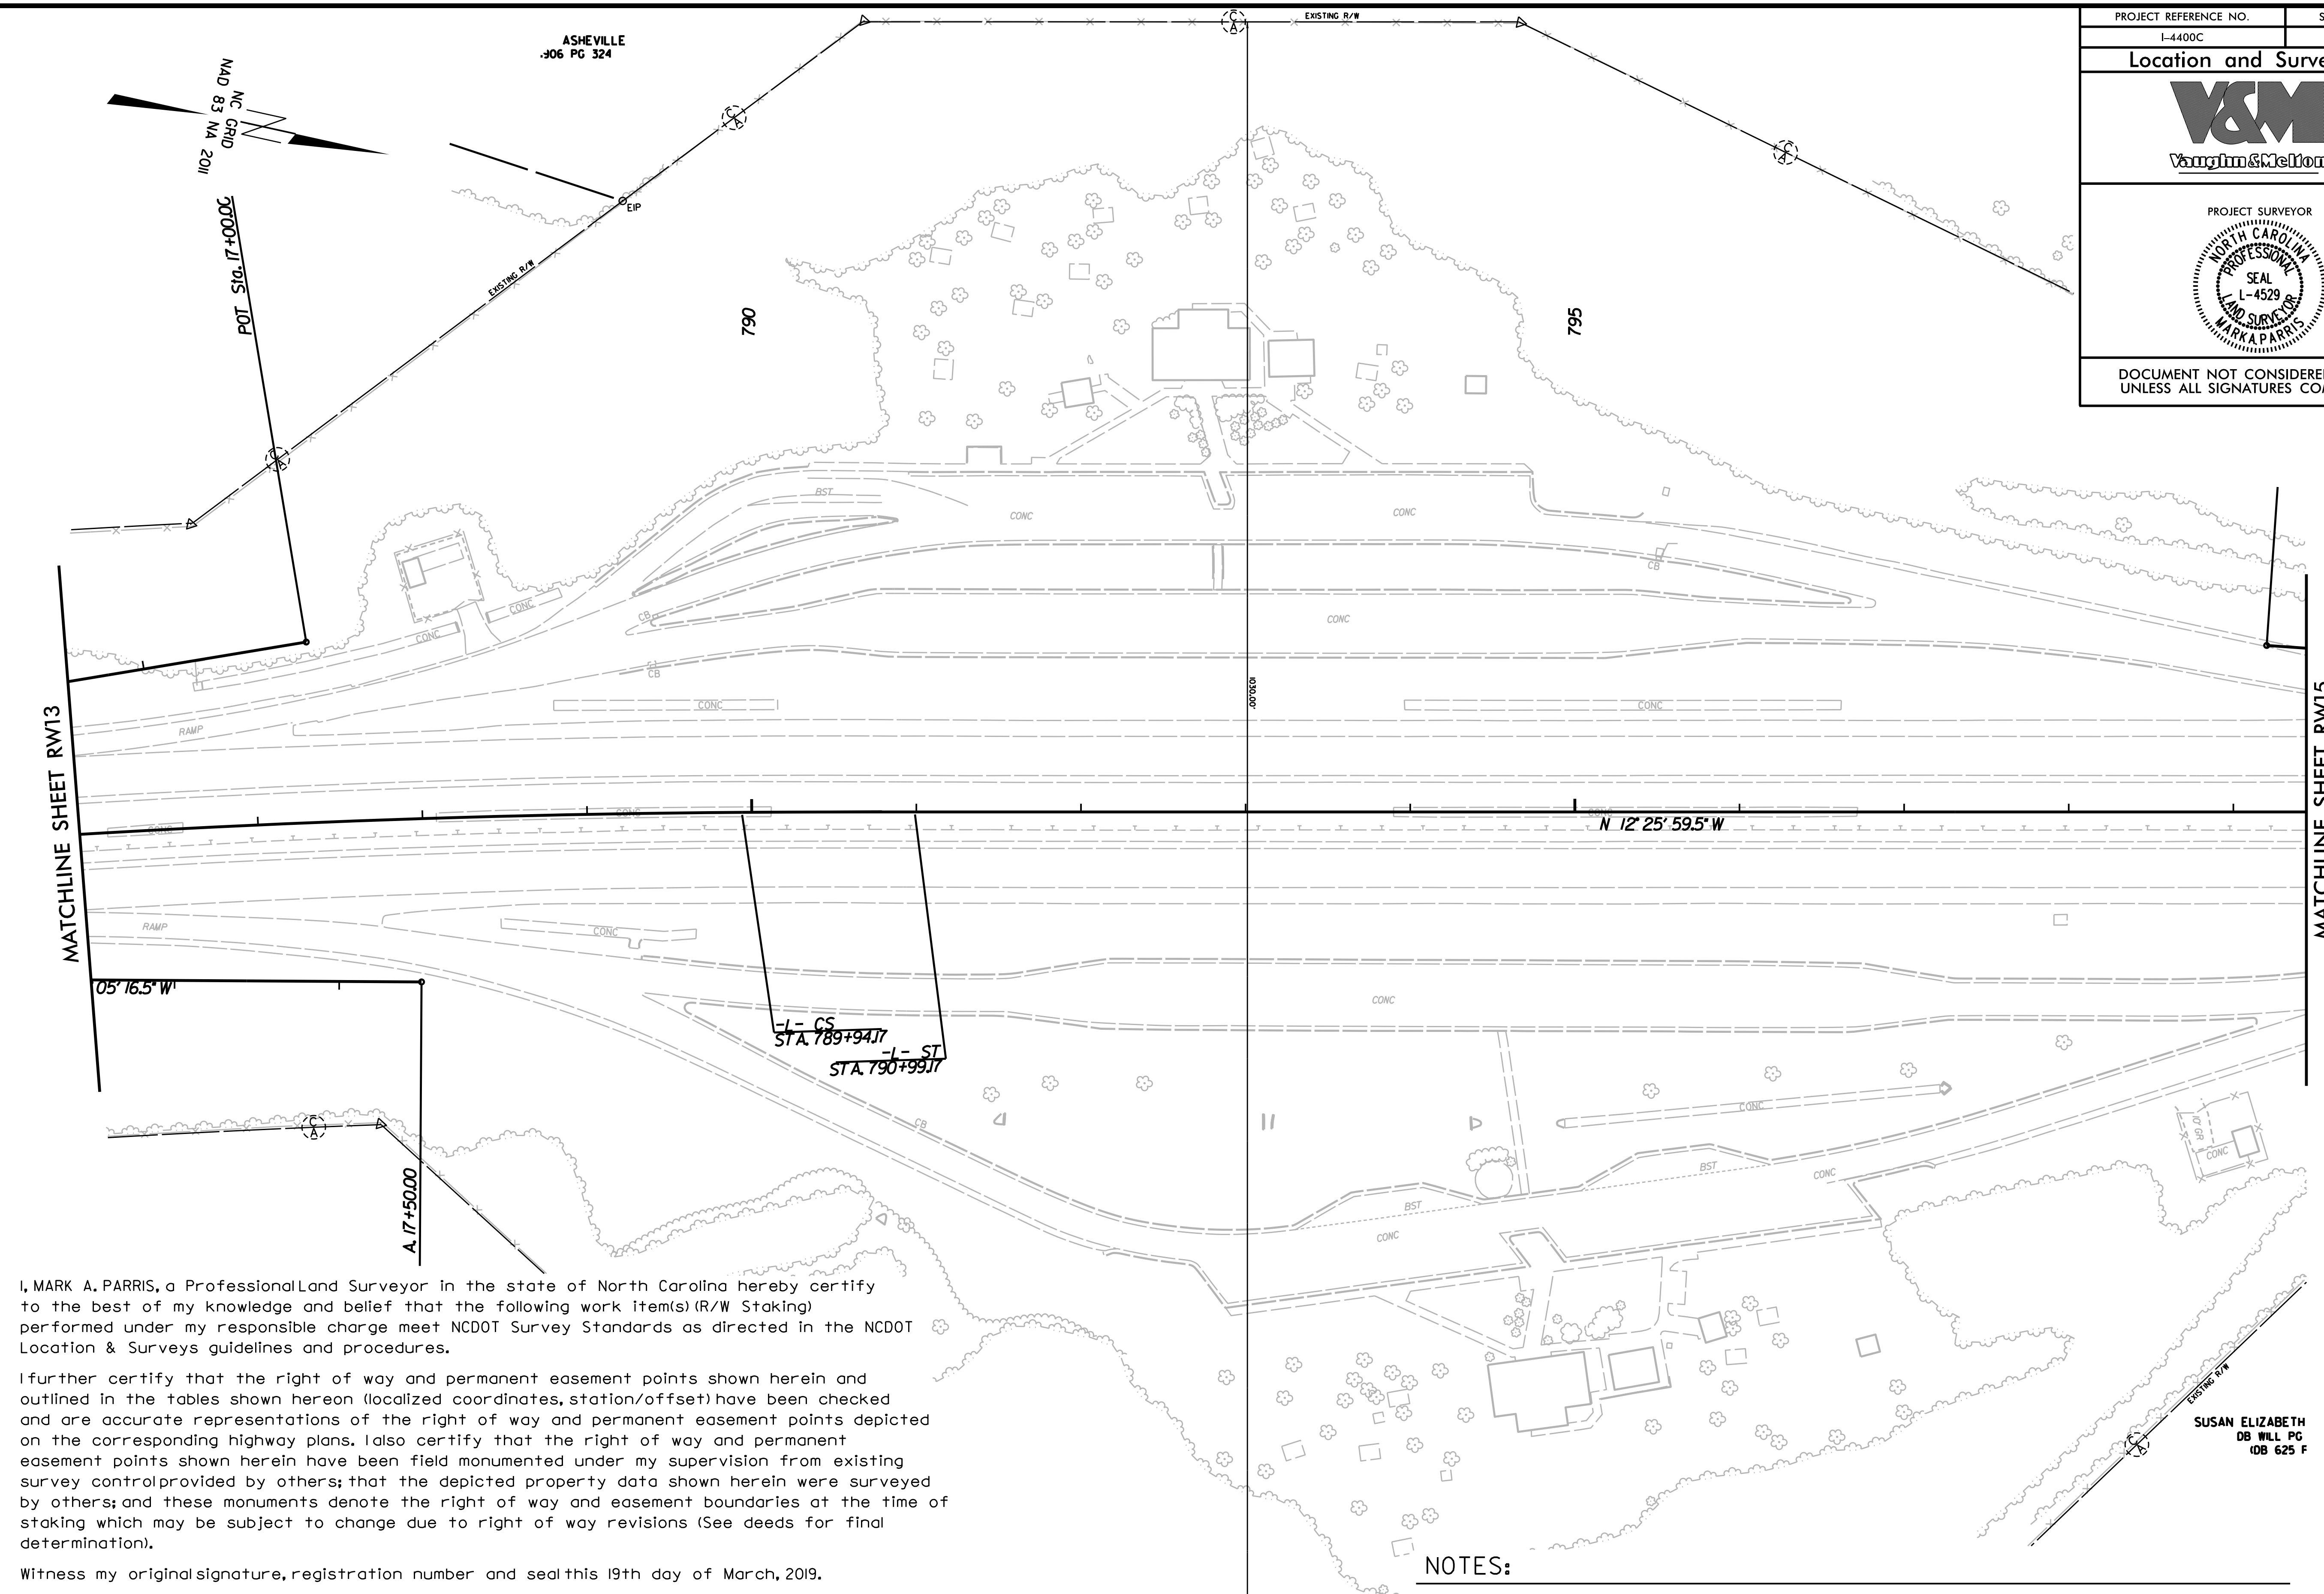 EXISTING R/W
ASHEVILLE
PG 324
NC GRID
NAD 83 NA 2011
PROJECT REFERENCE NO.
I-4400C
Location and
V&M
Vaughn & Melton
PROJECT SURVEYOR
NORTH CAROLINA
PROFESSIONAL
SEAL
L-4529
LAND SURVEYOR
MARK A. PARRIS
DOCUMENT NOT
UNLESS ALL SIGNATURES
EIP
EXISTING R/W
POT Sta. 17+00.00
790
795
C A
C A
C A
C A
BST
CONC
CONC
CB
CONC
CONC
CB
CONC
CB
CONC
CONC
1030.00'
RAMP
MATCHLINE SHEET RW13
MATCHLINE SHEET RW15
CONC
CONC
CONC
N 12° 25' 59.5" W
RAMP
CONC
05' 16.5" W
CONC
-L- CS
STA. 789+94.17
-L- ST
STA. 790+99.17
CONC
CB
C A
10' GR
CONC
BST
CONC
BST
CONC
A. 17+50.00
I, MARK A. PARRIS, a Professional Land Surveyor in the state of North Carolina hereby certify
to the best of my knowledge and belief that the following work item(s) (R/W Staking)
performed under my responsible charge meet NCDOT Survey Standards as directed in the NCDOT
Location & Surveys guidelines and procedures.
I further certify that the right of way and permanent easement points shown herein and
outlined in the tables shown hereon (localized coordinates, station/offset) have been checked
and are accurate representations of the right of way and permanent easement points depicted
on the corresponding highway plans. I also certify that the right of way and permanent
easement points shown herein have been field monumented under my supervision from existing
survey control provided by others; that the depicted property data shown herein were surveyed
by others; and these monuments denote the right of way and easement boundaries at the time of
staking which may be subject to change due to right of way revisions (See deeds for final
determination).
Witness my original signature, registration number and seal this 19th day of March, 2019.
EXISTING R/W
C A
SUSAN ELIZABETH
DB WILL PG
(DB 625
NOTES: